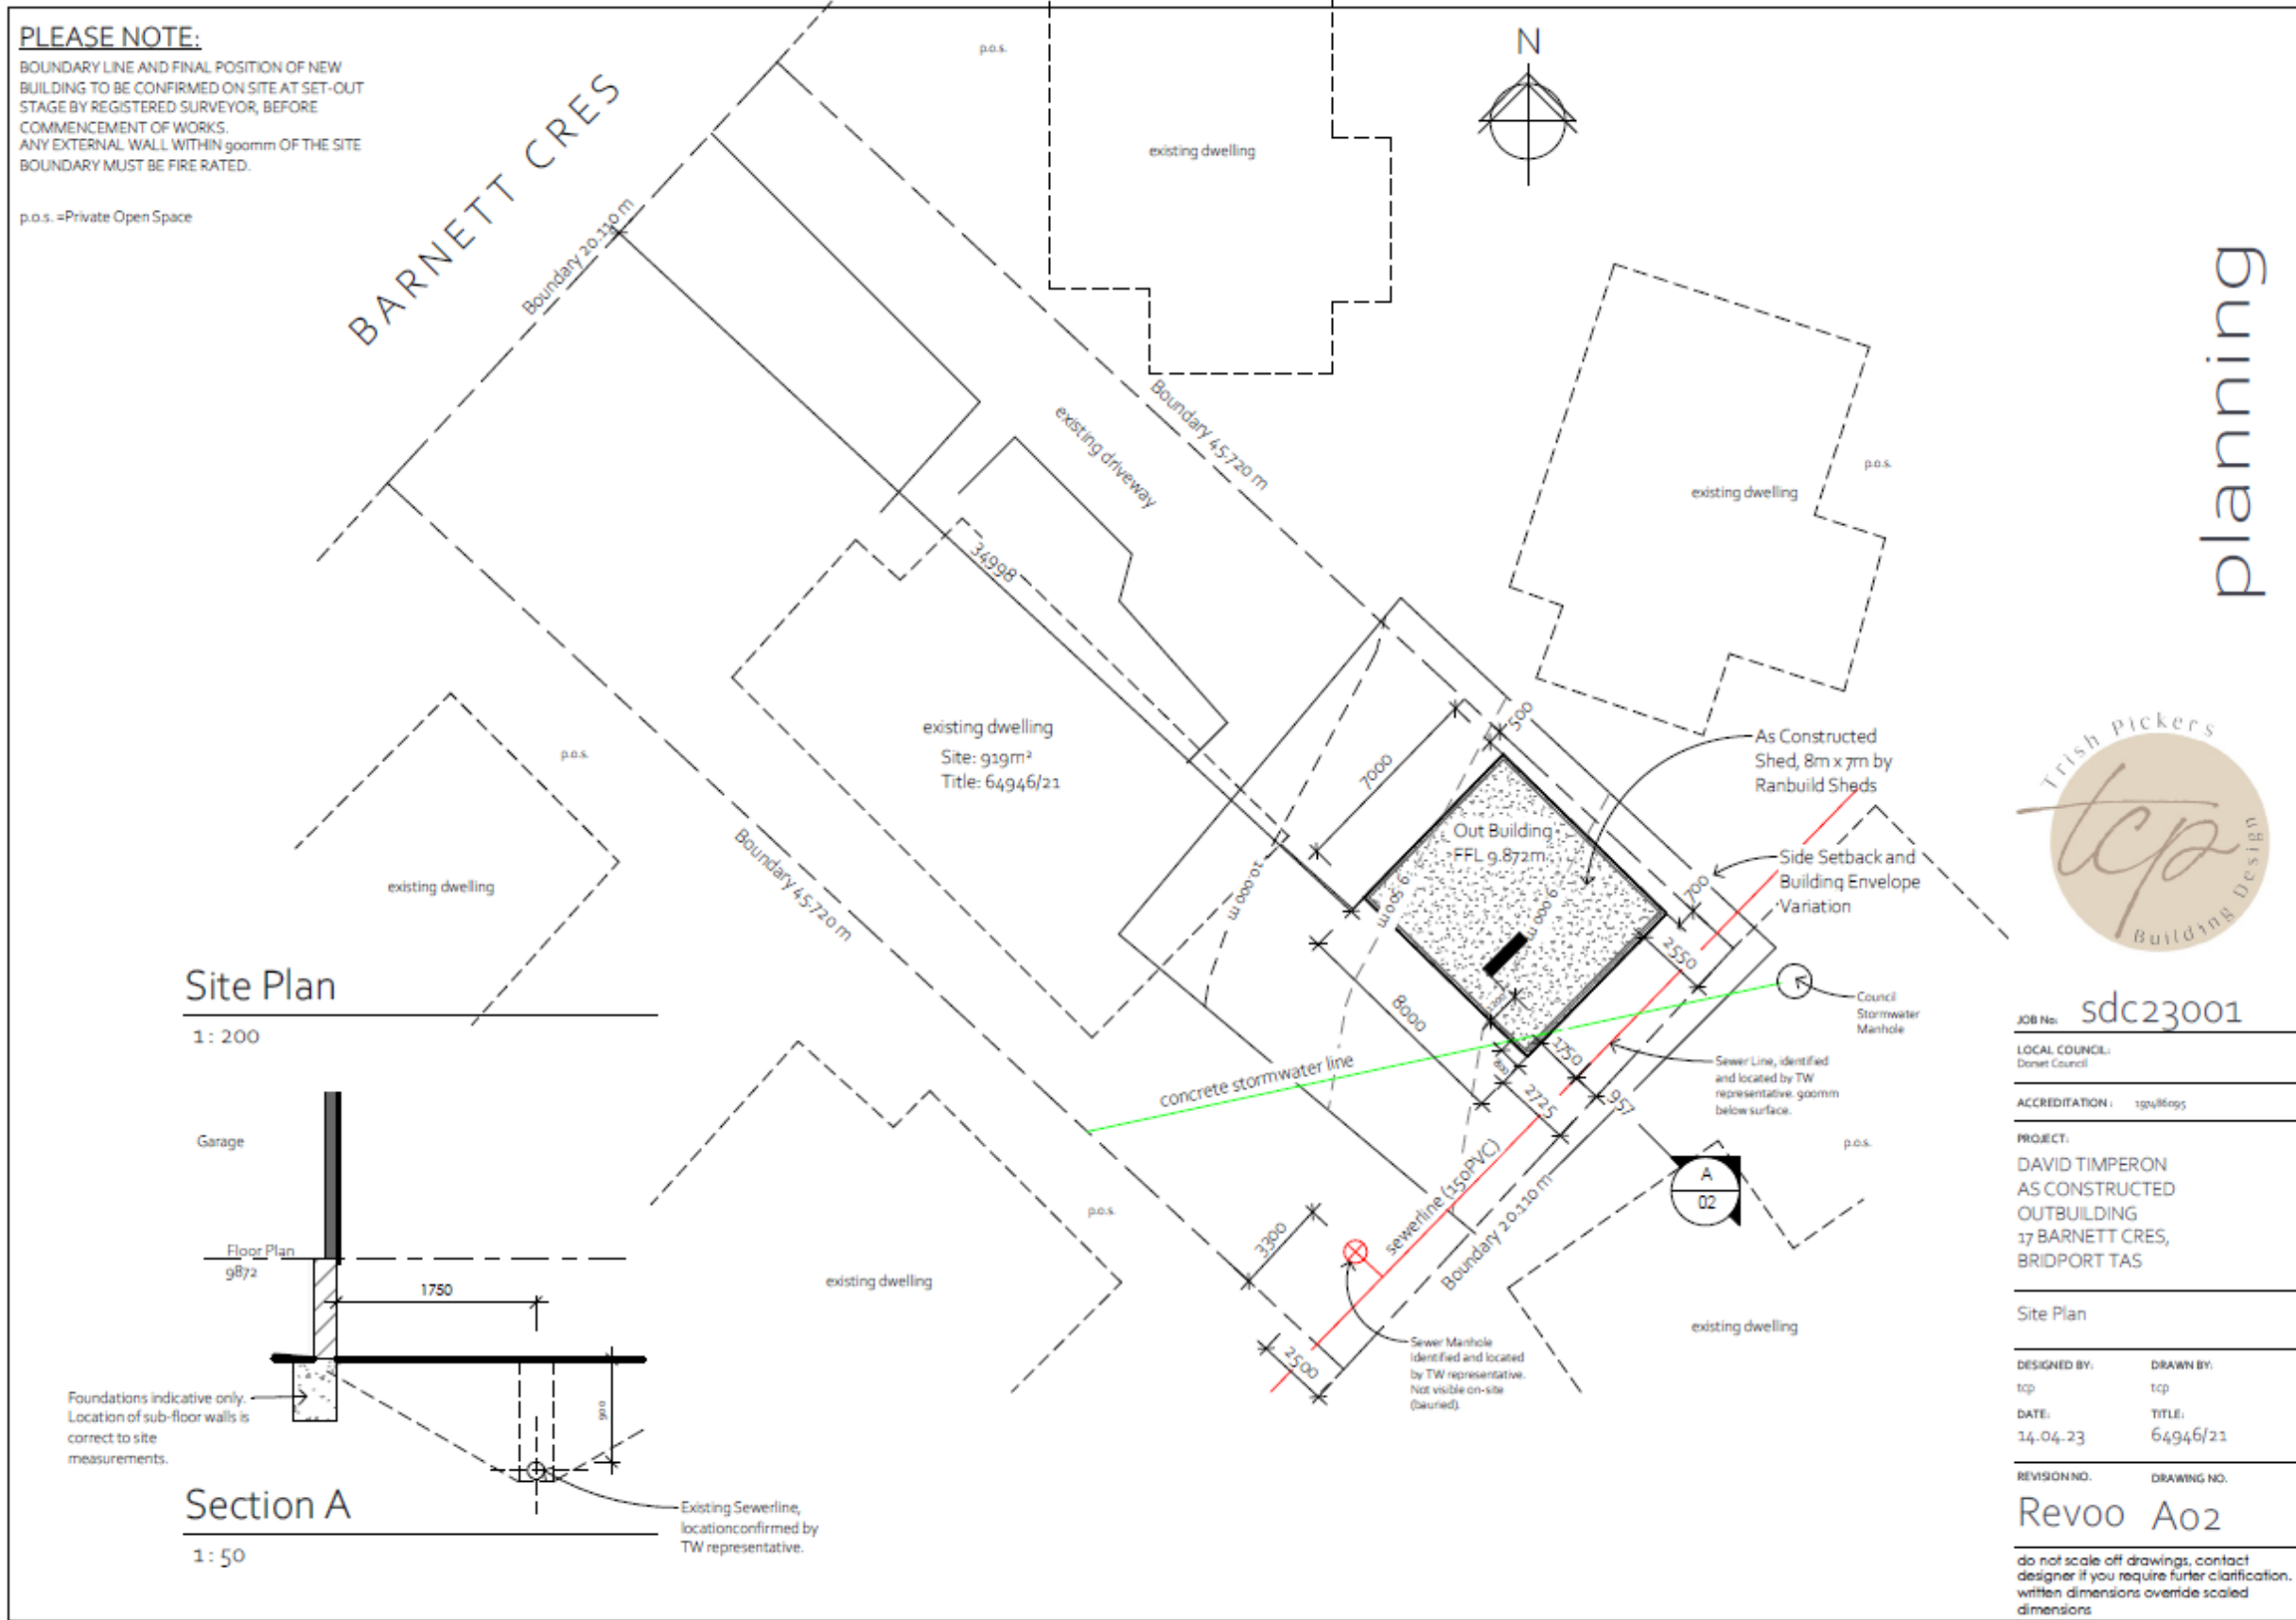 PLEASE NOTE:
BOUNDARY LINE AND FINAL POSITION OF NEW
BUILDING TO BE CONFIRMED ON SITE AT SET-OUT
STAGE BY REGISTERED SURVEYOR, BEFORE
COMMENCEMENT OF WORKS.
ANY EXTERNAL WALL WITHIN 900mm OF THE SITE
BOUNDARY MUST BE FIRE RATED.
p.o.s. =Private Open Space
BARNETT CRES
Boundary 20.110 m
p.o.s.
existing dwelling
N
planning
Boundary 45.720 m
existing driveway
existing dwelling
p.o.s.
34998
existing dwelling
Site: 919m²
Title: 64946/21
p.o.s.
existing dwelling
Boundary 45.720 m
500
7000
As Constructed
Shed, 8m x 7m by
Ranbuild Sheds
Out Building
FFL 9.872m
Side Setback and
Building Envelope
Variation
700
10.000 m
9.500m
9.000 m
2550
8000
1200
Council
Stormwater
Manhole
concrete stormwater line
1750
800
2725
957
Sewer Line, identified
and located by TW
representative. 900mm
below surface.
A
02
p.o.s.
sewerline (150PVC)
Boundary 20.110 m
3300
2500
p.o.s.
existing dwelling
existing dwelling
Sewer Manhole
Identified and located
by TW representative.
Not visible on-site
(bauried).
Site Plan
1: 200
Garage
Floor Plan
9872
1750
900
Foundations indicative only.
Location of sub-floor walls is
correct to site
measurements.
Existing Sewerline,
locationconfirmed by
TW representative.
Section A
1: 50
Trish Pickers
tcp
Building Design
JOB No: sdc23001
LOCAL COUNCIL:
Dorset Council
ACCREDITATION :
PROJECT:
DAVID TIMPERON
AS CONSTRUCTED
OUTBUILDING
17 BARNETT CRES,
BRIDPORT TAS
Site Plan
DESIGNED BY: DRAWN BY:
tcp tcp
DATE: TITLE:
14.04.23 64946/21
REVISION NO. DRAWING NO.
Rev00 A02
do not scale off drawings, contact
designer if you require furter clarification.
written dimensions override scaled
dimensions